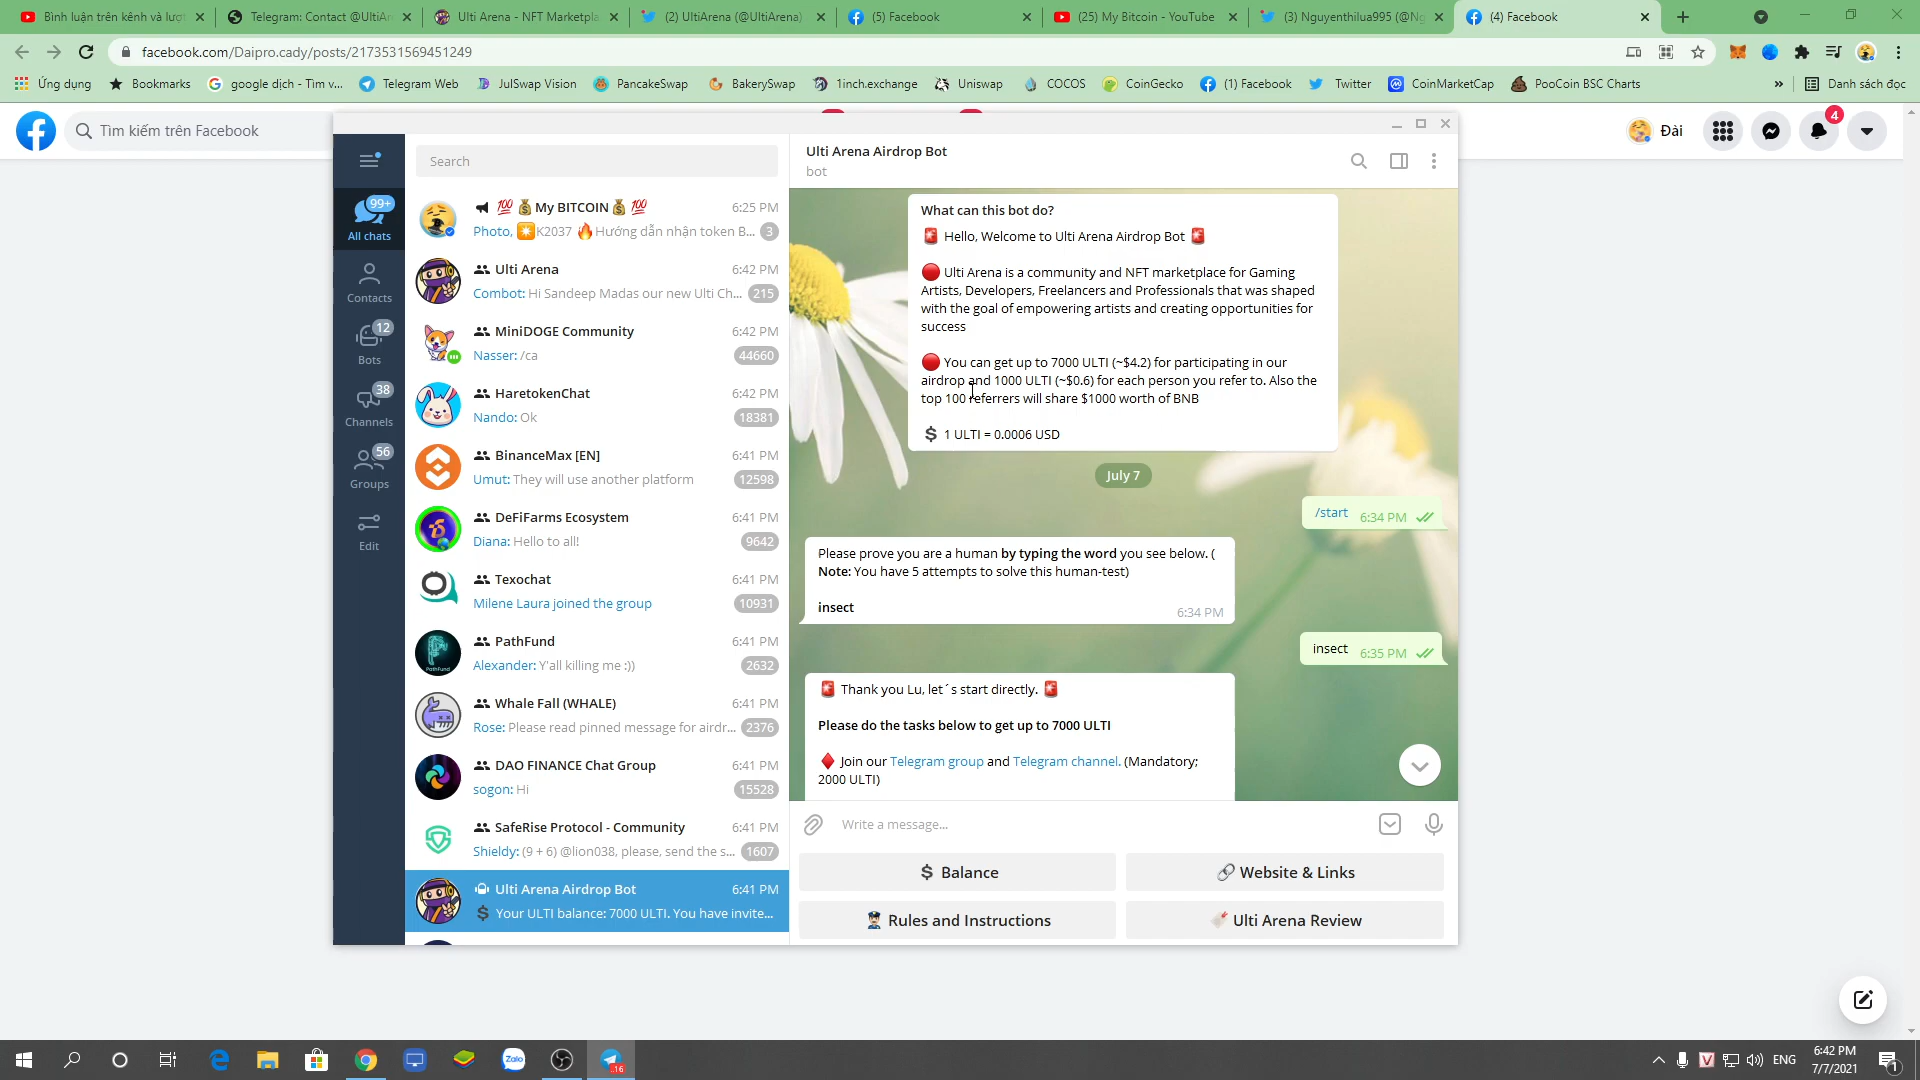 Bình luận trên kênh và lượt
Telegram: Contact @UltiAr
Ulti Arena - NFT Marketpla
(2) UltiArena (@UltiArena)
(5) Facebook
(25) My Bitcoin - YouTube
(3) Nguyenthilua995 (@Ng
(4) Facebook
facebook.com/Daipro.cady/posts/2173531569451249
Ứng dụng
Bookmarks
google dịch - Tìm v...
Telegram Web
JulSwap Vision
PancakeSwap
BakerySwap
1inch.exchange
Uniswap
COCOS
CoinGecko
(1) Facebook
Twitter
CoinMarketCap
PooCoin BSC Charts
»
Danh sách đọc
Tìm kiếm trên Facebook
Đài
4
99+
All chats
Contacts
12
Bots
38
Channels
56
Groups
Edit
Search
💯💰My BITCOIN💰💯 6:25 PM
Photo, ✴️K2037 🔥Hướng dẫn nhận token B... 3
Ulti Arena 6:42 PM
Combot: Hi Sandeep Madas our new Ulti Ch... 215
MiniDOGE Community 6:42 PM
Nasser: /ca 44660
HaretokenChat 6:42 PM
Nando: Ok 18381
BinanceMax [EN] 6:41 PM
Umut: They will use another platform 12598
DeFiFarms Ecosystem 6:41 PM
Diana: Hello to all! 9642
Texochat 6:41 PM
Milene Laura joined the group 10931
PathFund 6:41 PM
Alexander: Y'all killing me :)) 2632
Whale Fall (WHALE) 6:41 PM
Rose: Please read pinned message for airdr... 2376
DAO FINANCE Chat Group 6:41 PM
sogon: Hi 15528
SafeRise Protocol - Community 6:41 PM
Shieldy: (9 + 6) @lion038, please, send the s... 1607
Ulti Arena Airdrop Bot 6:41 PM
💲 Your ULTI balance: 7000 ULTI. You have invite...
Ulti Arena Airdrop Bot
bot
What can this bot do?
🚨 Hello, Welcome to Ulti Arena Airdrop Bot 🚨
🔴 Ulti Arena is a community and NFT marketplace for Gaming
Artists, Developers, Freelancers and Professionals that was shaped
with the goal of empowering artists and creating opportunities for
success
🔴 You can get up to 7000 ULTI (~$4.2) for participating in our
airdrop and 1000 ULTI (~$0.6) for each person you refer to. Also the
top 100 referrers will share $1000 worth of BNB
💲 1 ULTI = 0.0006 USD
July 7
/start 6:34 PM
Please prove you are a human by typing the word you see below. (
Note: You have 5 attempts to solve this human-test)
insect
6:34 PM
insect 6:35 PM
🚨 Thank you Lu, let´s start directly. 🚨
Please do the tasks below to get up to 7000 ULTI
♦️ Join our Telegram group and Telegram channel. (Mandatory;
2000 ULTI)
Write a message...
💲 Balance
🔗 Website & Links
👮 Rules and Instructions
Ulti Arena Review
Zalo
..16
ENG
6:42 PM
7/7/2021
1